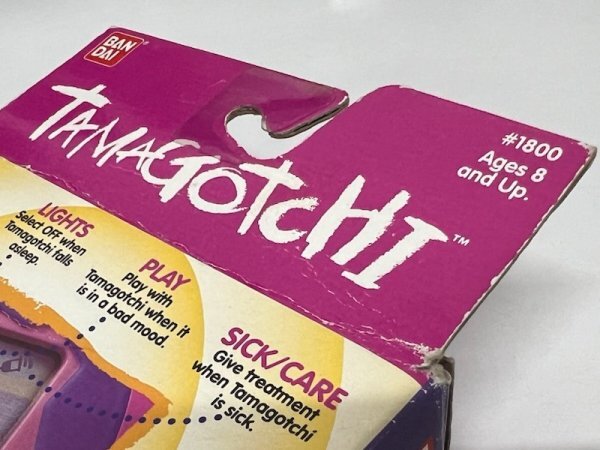 BAN
DAI
TAMAGOTCHI™
#1800
Ages 8
and Up.
LIGHTS
Select OFF when
Tamagotchi falls
asleep.
PLAY
Play with
Tamagotchi when it
is in a bad mood.
SICK/CARE
Give treatment
when Tamagotchi
is sick.